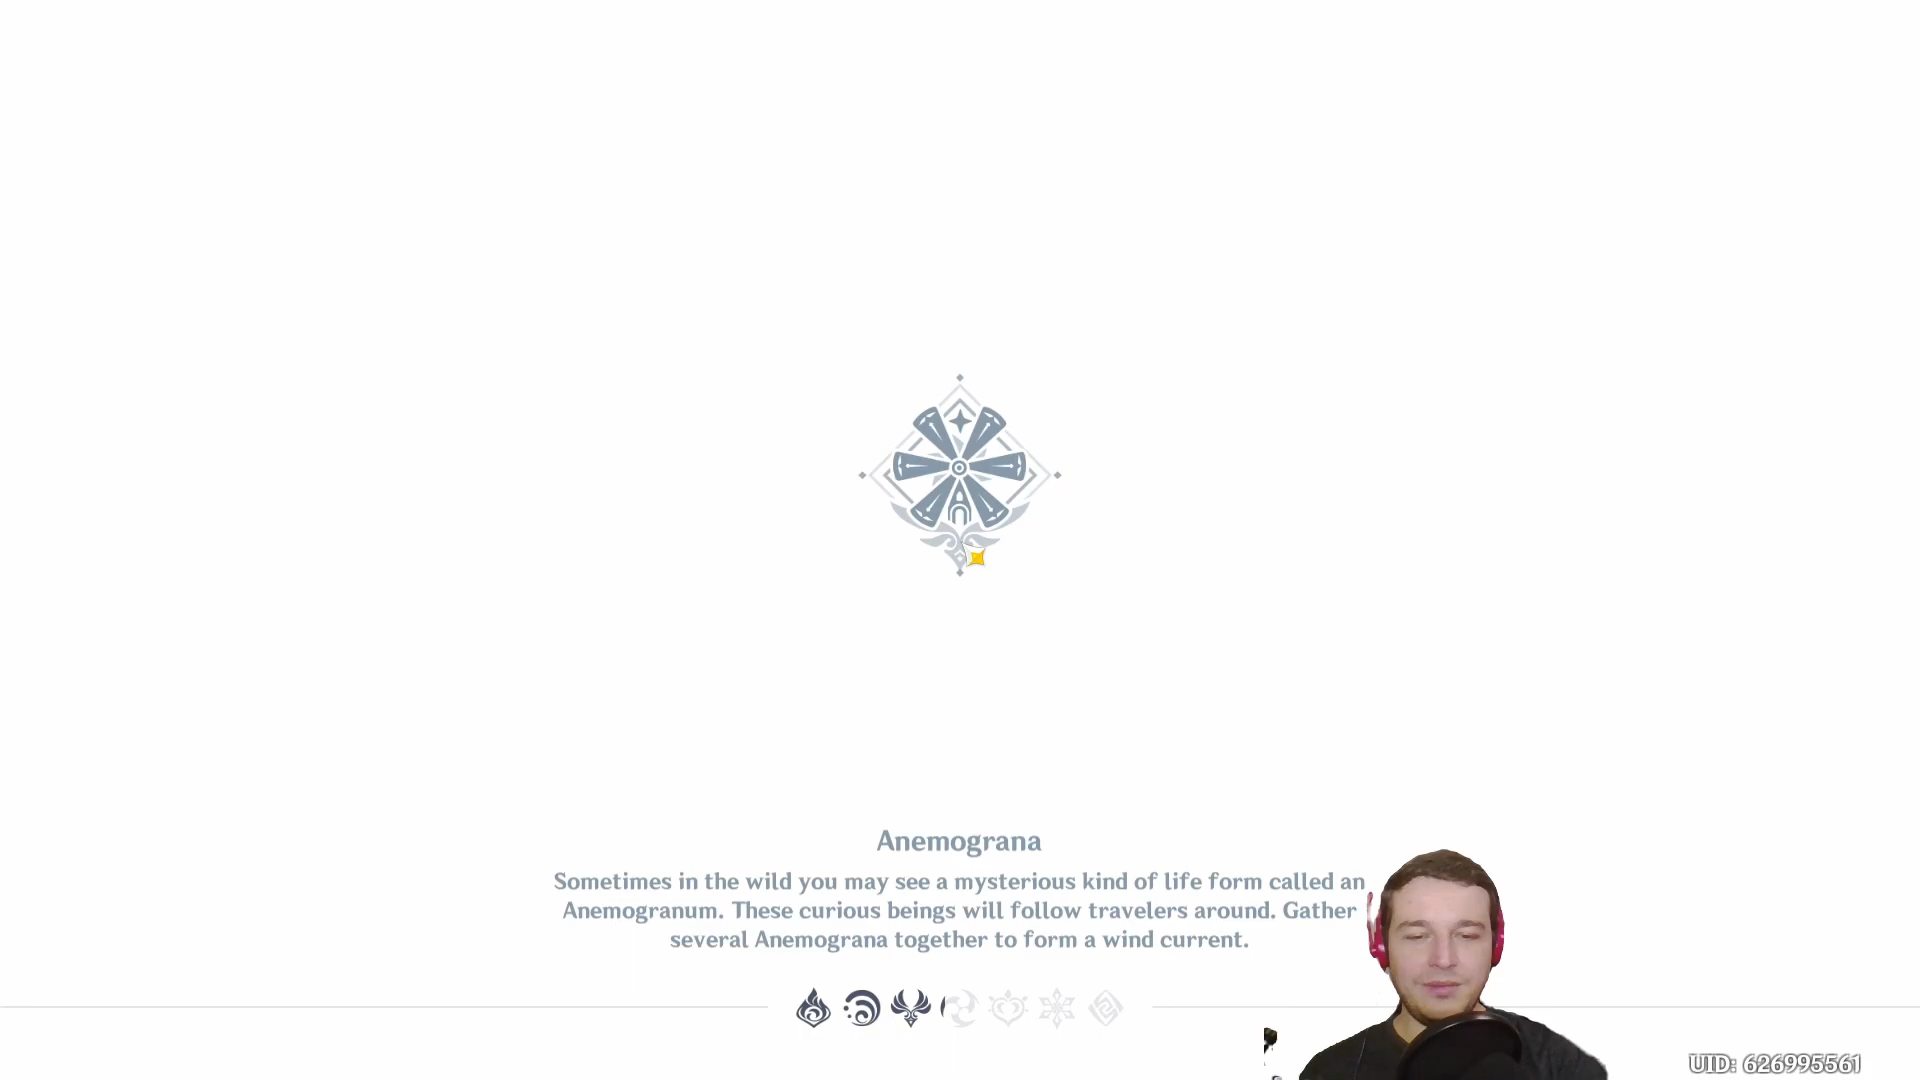 Anemograna
Sometimes in the wild you may see a mysterious kind of life form called an
Anemogranum. These curious beings will follow travelers around. Gather
several Anemograna together to form a wind current.
UID: 626995561